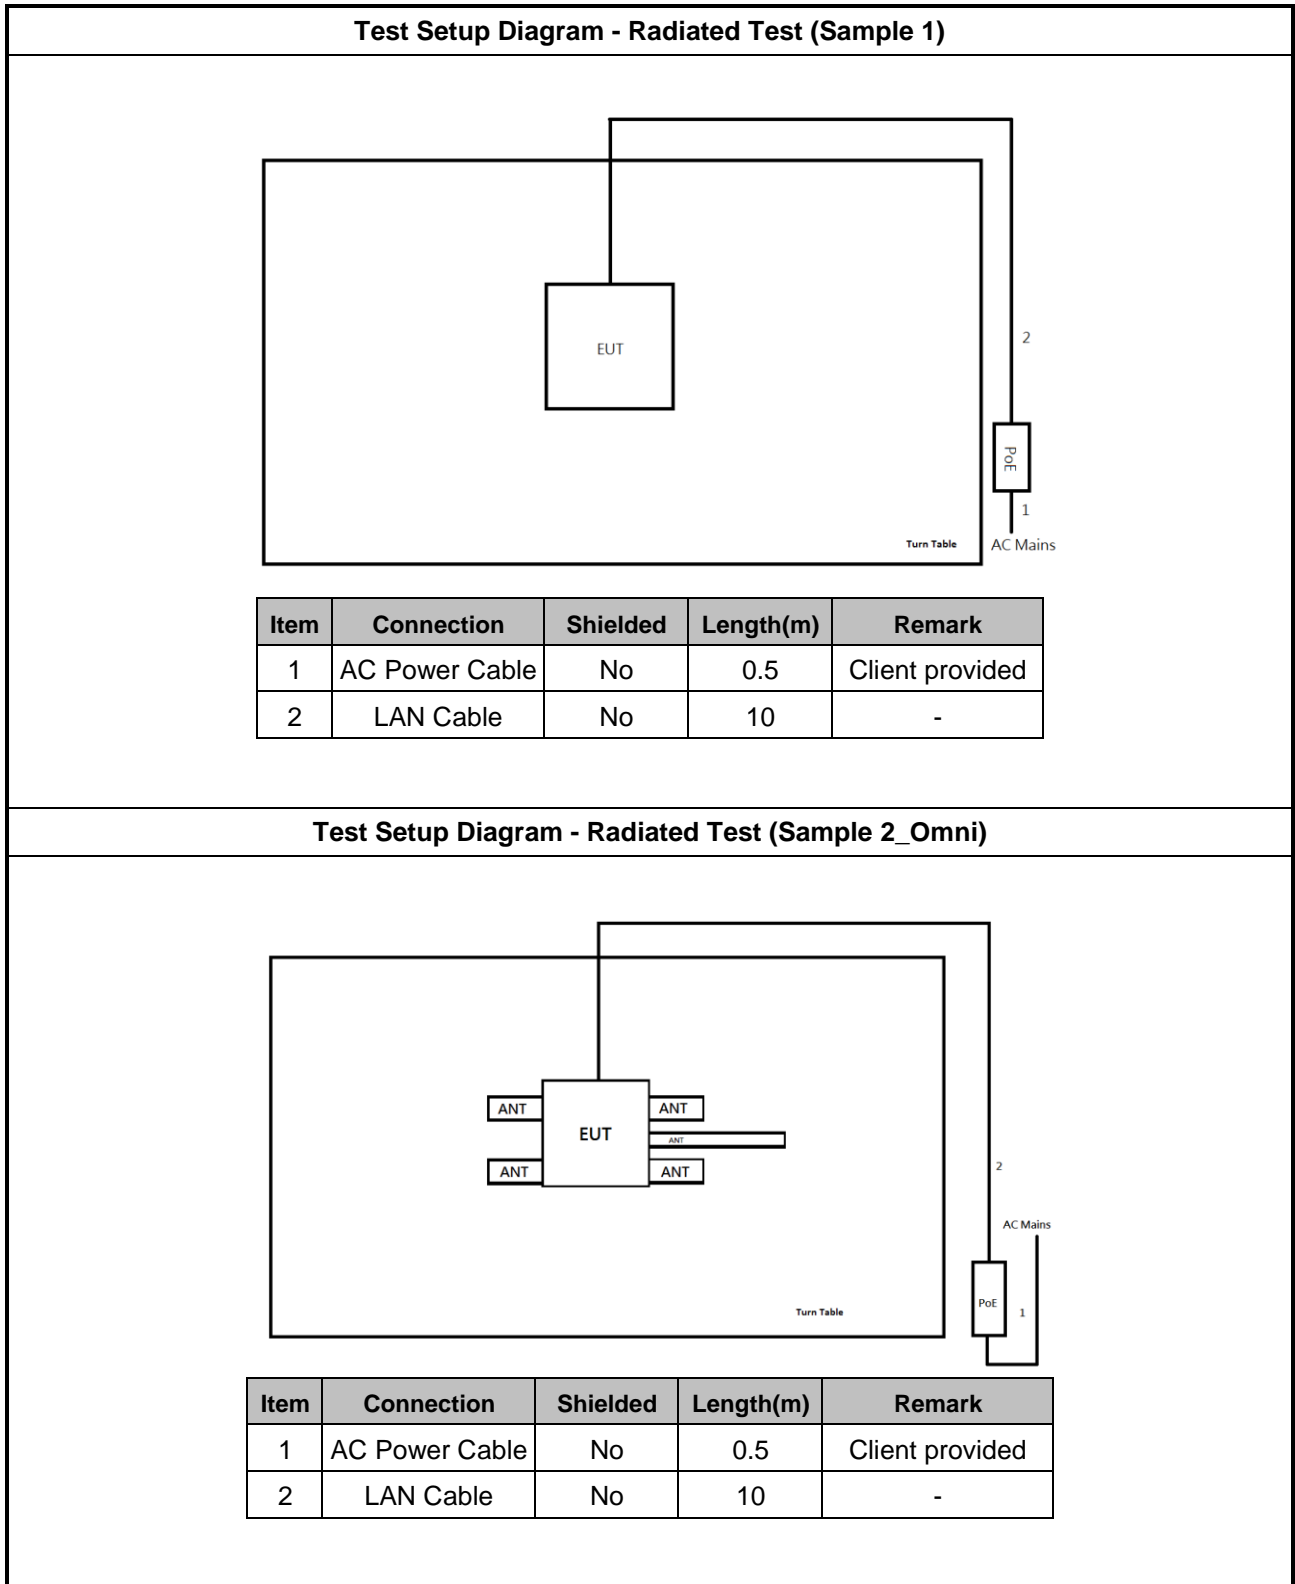 Test Setup Diagram - Radiated Test (Sample 1)
EUT
2
PoE
1
Turn Table
AC Mains
Item Connection Shielded Length(m) Remark
1 AC Power Cable No 0.5 Client provided
2 LAN Cable No 10 -
Test Setup Diagram - Radiated Test (Sample 2_Omni)
ANT
ANT
EUT
ANT
ANT
ANT
2
AC Mains
PoE
1
Turn Table
Item Connection Shielded Length(m) Remark
1 AC Power Cable No 0.5 Client provided
2 LAN Cable No 10 -